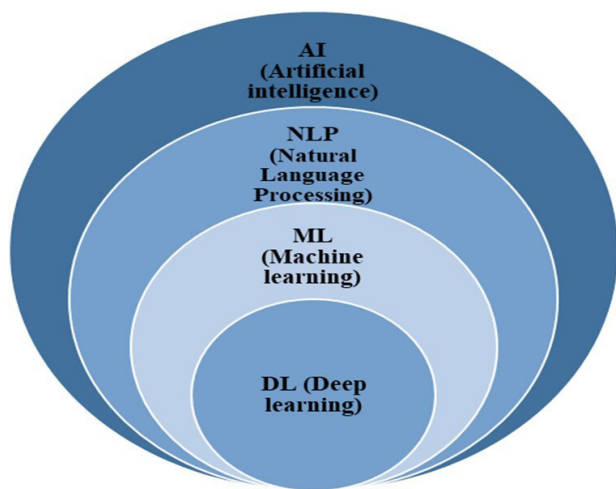 AI
(Artificial
intelligence)
NLP
(Natural
Language
Processing)
ML
(Machine
learning)
DL (Deep
learning)